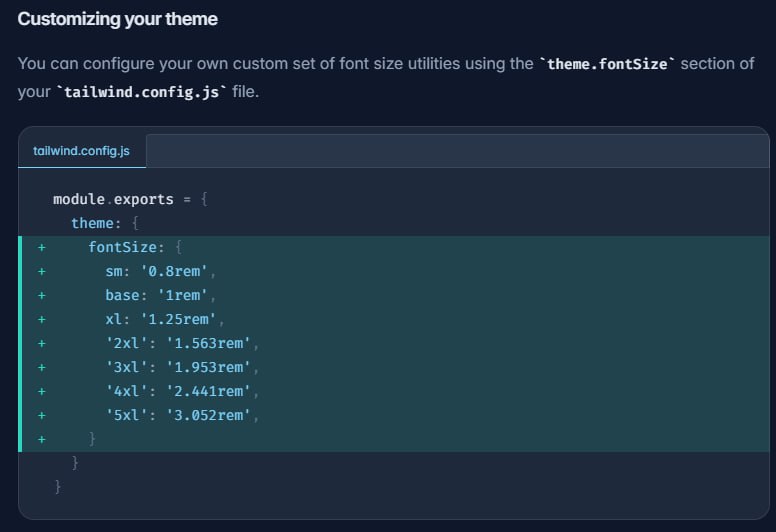 Customizing your theme
You can configure your own custom set of font size utilities using the `theme.fontSize` section of
your `tailwind.config.js` file.
tailwind.config.js
module.exports = {
  theme: {
+     fontSize: {
+       sm: '0.8rem',
+       base: '1rem',
+       xl: '1.25rem',
+       '2xl': '1.563rem',
+       '3xl': '1.953rem',
+       '4xl': '2.441rem',
+       '5xl': '3.052rem',
+     }
  }
}